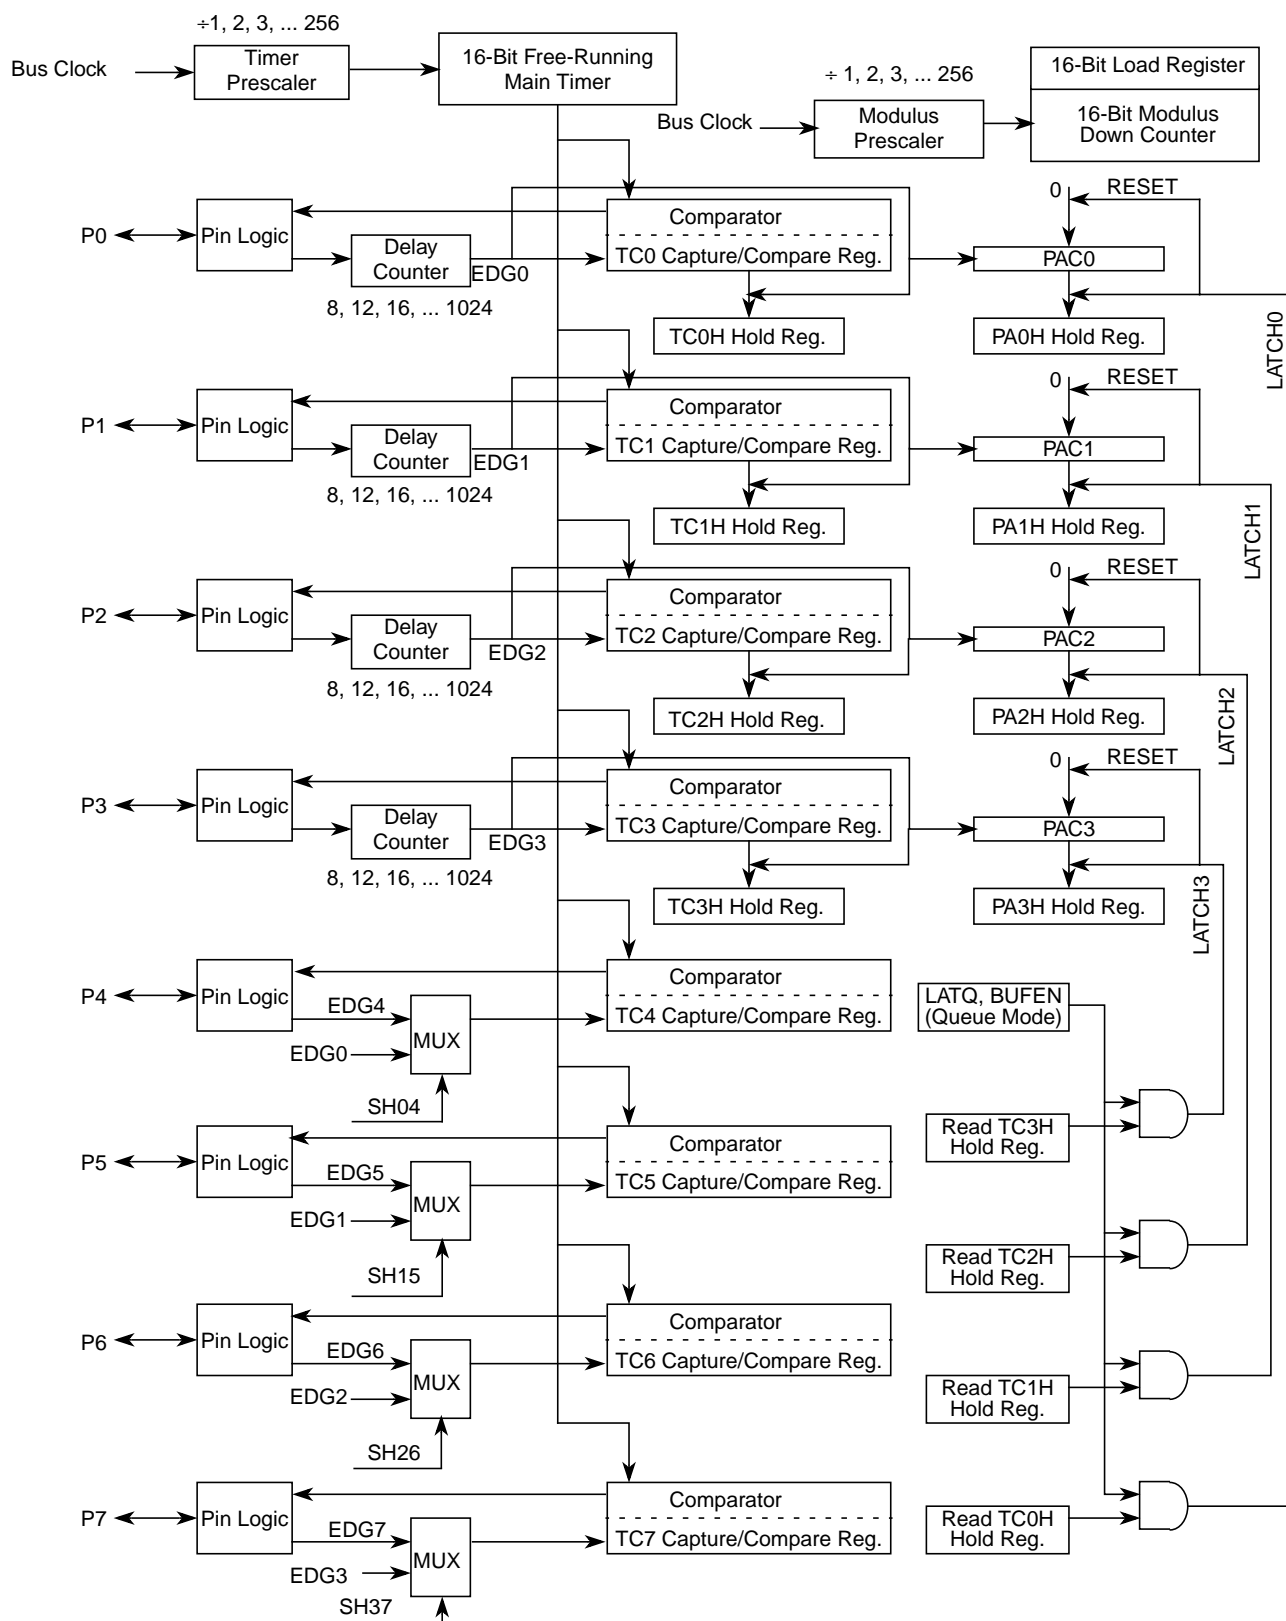 ÷1, 2, 3, ... 256
Bus Clock
Timer
Prescaler
16-Bit Free-Running
Main Timer
÷ 1, 2, 3, ... 256
Bus Clock
Modulus
Prescaler
16-Bit Load Register
16-Bit Modulus
Down Counter
P0
Pin Logic
Delay
Counter
8, 12, 16, ... 1024
EDG0
Comparator
TC0 Capture/Compare Reg.
TC0H Hold Reg.
0
RESET
PAC0
PA0H Hold Reg.
LATCH0
P1
Pin Logic
Delay
Counter
8, 12, 16, ... 1024
EDG1
Comparator
TC1 Capture/Compare Reg.
TC1H Hold Reg.
0
RESET
PAC1
PA1H Hold Reg.
LATCH1
P2
Pin Logic
Delay
Counter
8, 12, 16, ... 1024
EDG2
Comparator
TC2 Capture/Compare Reg.
TC2H Hold Reg.
0
RESET
PAC2
PA2H Hold Reg.
LATCH2
P3
Pin Logic
Delay
Counter
8, 12, 16, ... 1024
EDG3
Comparator
TC3 Capture/Compare Reg.
TC3H Hold Reg.
0
RESET
PAC3
PA3H Hold Reg.
LATCH3
P4
Pin Logic
EDG4
EDG0
MUX
SH04
Comparator
TC4 Capture/Compare Reg.
LATQ, BUFEN
(Queue Mode)
P5
Pin Logic
EDG5
EDG1
MUX
SH15
Comparator
TC5 Capture/Compare Reg.
Read TC3H
Hold Reg.
Read TC2H
Hold Reg.
P6
Pin Logic
EDG6
EDG2
MUX
SH26
Comparator
TC6 Capture/Compare Reg.
Read TC1H
Hold Reg.
P7
Pin Logic
EDG7
EDG3
MUX
SH37
Comparator
TC7 Capture/Compare Reg.
Read TC0H
Hold Reg.